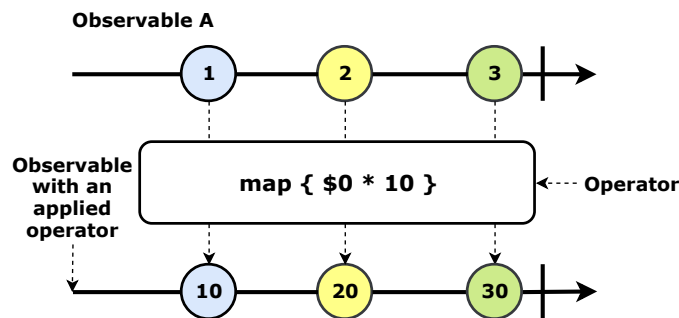 Observable A
1
2
3
Observable
with an
applied
operator
map { $0 * 10 }
Operator
10
20
30